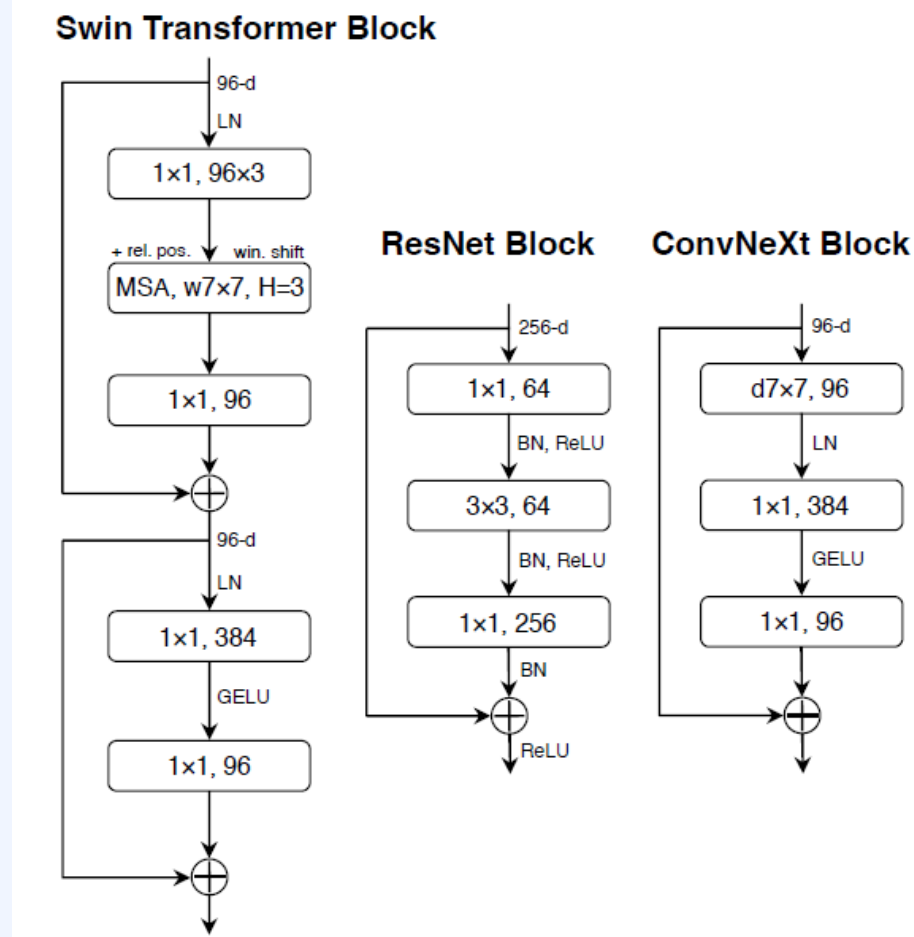 Swin Transformer Block
96-d
LN
1×1, 96×3
+ rel. pos. win. shift
MSA, w7×7, H=3
1×1, 96
96-d
LN
1×1, 384
GELU
1×1, 96
ResNet Block
256-d
1×1, 64
BN, ReLU
3×3, 64
BN, ReLU
1×1, 256
BN
ReLU
ConvNeXt Block
96-d
d7×7, 96
LN
1×1, 384
GELU
1×1, 96